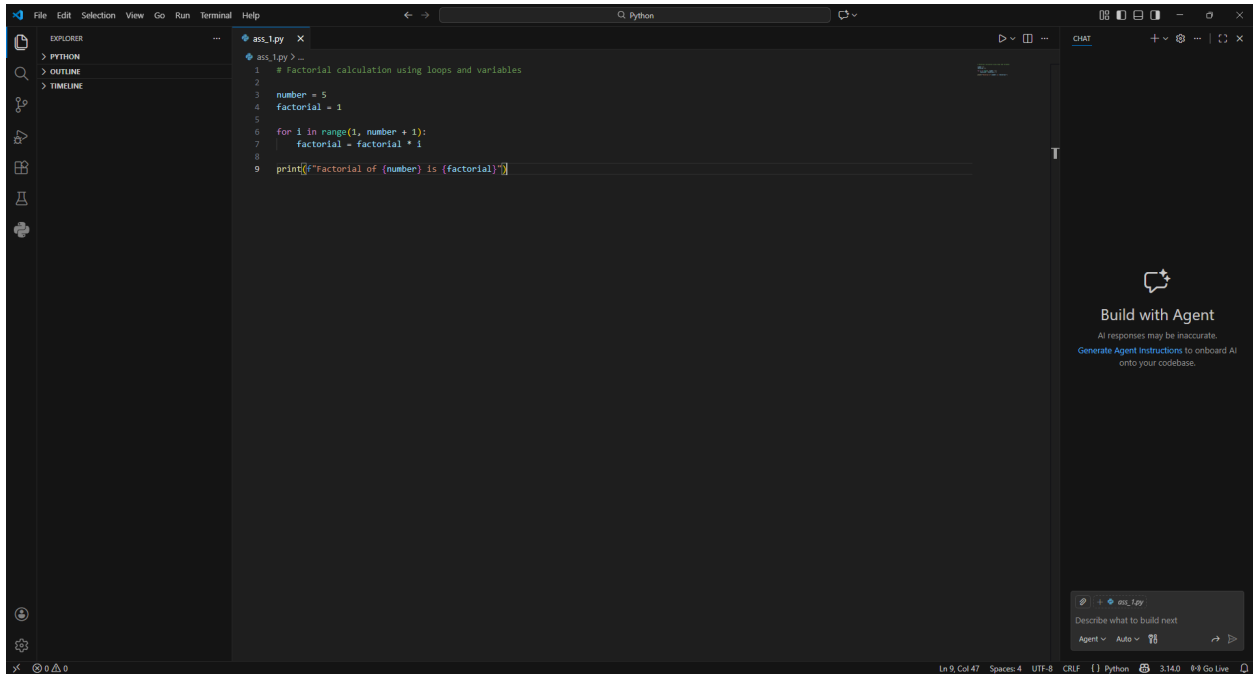 File Edit Selection View Go Run Terminal Help
Python
EXPLORER
PYTHON
OUTLINE
TIMELINE
ass_1.py
ass_1.py > ...
1 # Factorial calculation using loops and variables
2
3 number = 5
4 factorial = 1
5
6 for i in range(1, number + 1):
7 factorial = factorial * i
8
9 print(f"Factorial of {number} is {factorial}")
CHAT
Build with Agent
AI responses may be inaccurate.
Generate Agent Instructions to onboard AI
onto your codebase.
ass_1.py
Describe what to build next
Agent Auto
0 0
Ln 9, Col 47 Spaces: 4 UTF-8 CRLF { } Python 3.14.0 Go Live